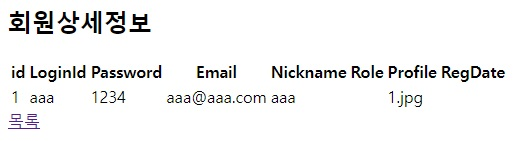 회원상세정보
id LoginId Password Email Nickname Role Profile RegDate
1 aaa 1234 aaa@aaa.com aaa 1.jpg
목록